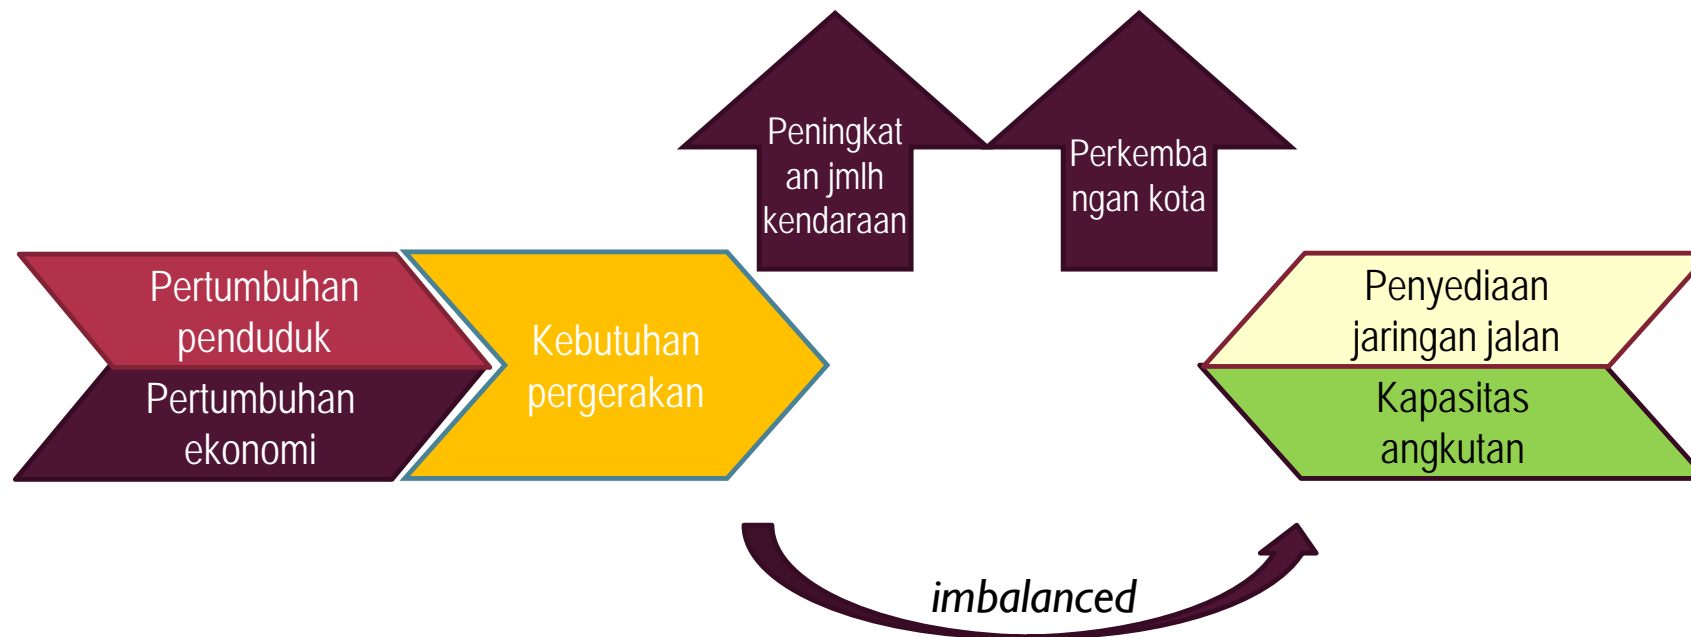 Peningkat
an jmlh
kendaraan
Perkemba
ngan kota
Pertumbuhan
penduduk
Pertumbuhan
ekonomi
Kebutuhan
pergerakan
Penyediaan
jaringan jalan
Kapasitas
angkutan
imbalanced